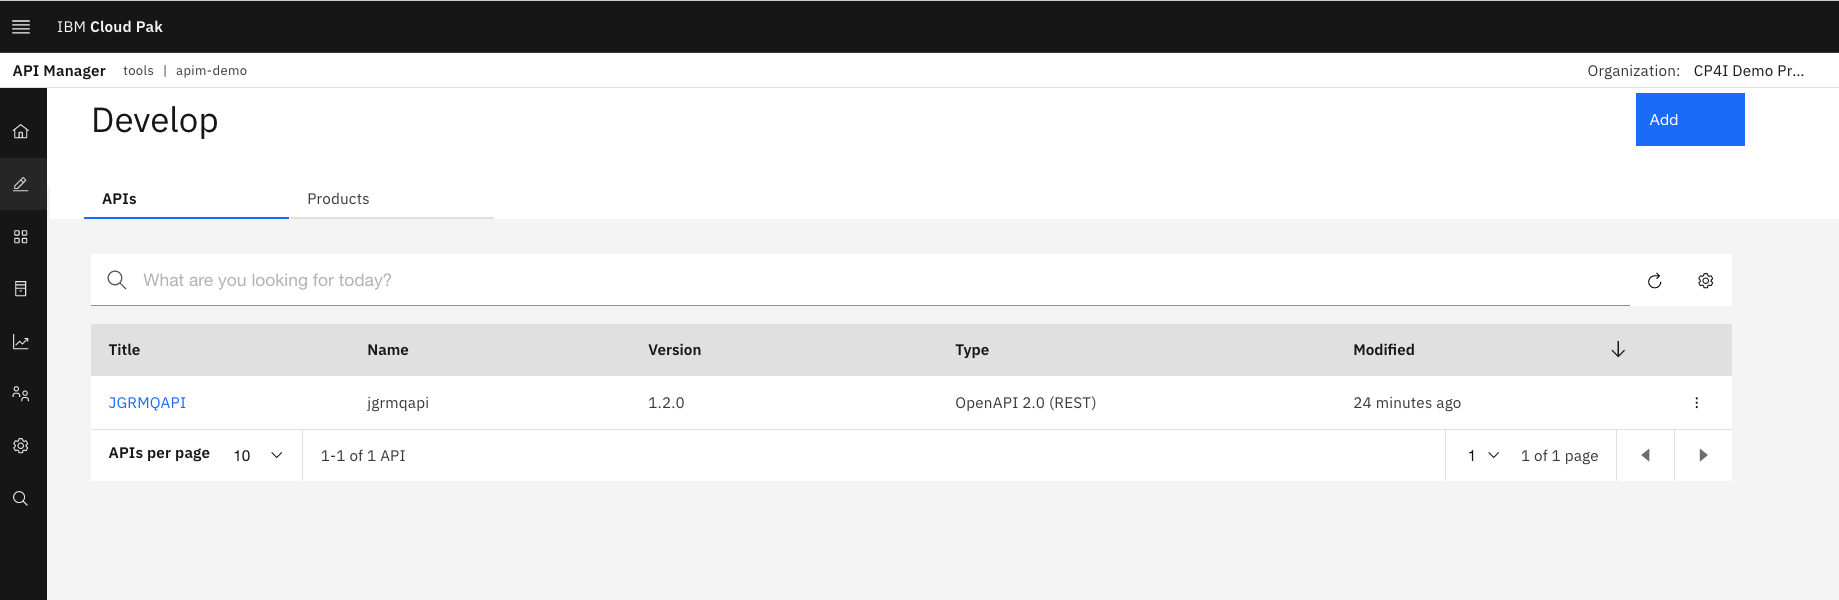 IBM Cloud Pak
API Manager tools | apim-demo Organization: CP4I Demo Pr...
Develop
Add
APIs Products
What are you looking for today?
Title Name Version Type Modified
JGRMQAPI jgrmqapi 1.2.0 OpenAPI 2.0 (REST) 24 minutes ago
APIs per page 10 1-1 of 1 API 1 1 of 1 page